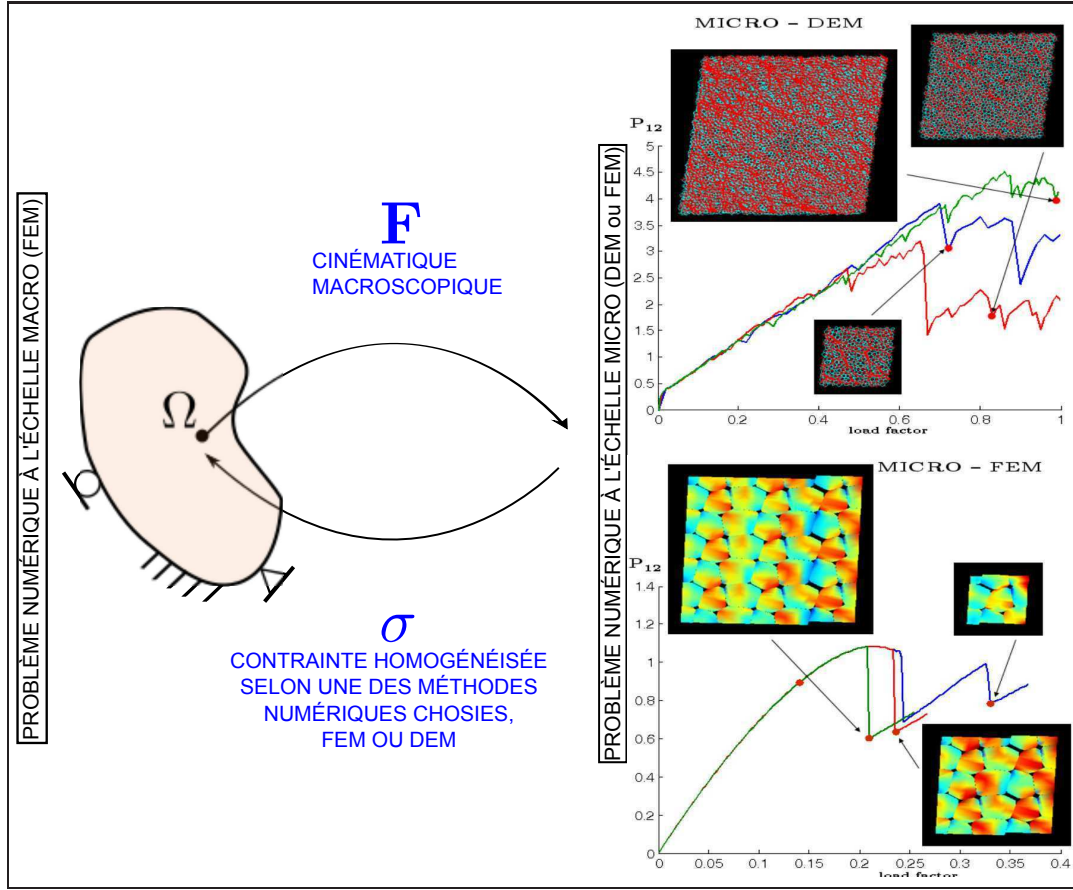 PROBLÈME NUMÉRIQUE À L'ÉCHELLE MACRO (FEM)
F
CINÉMATIQUE
MACROSCOPIQUE
Ω
σ
CONTRAINTE HOMOGÉNÉISÉE
SELON UNE DES MÉTHODES
NUMÉRIQUES CHOSIES,
FEM OU DEM
PROBLÈME NUMÉRIQUE À L'ÉCHELLE MICRO (DEM ou FEM)
MICRO - DEM
P12
5
4.5
4
3.5
3
2.5
2
1.5
1
0.5
0
0 0.2 0.4 0.6 0.8 1
load factor
MICRO - FEM
P12
1.4
1.2
1
0.8
0.6
0.4
0.2
0
0 0.05 0.1 0.15 0.2 0.25 0.3 0.35 0.4
load factor